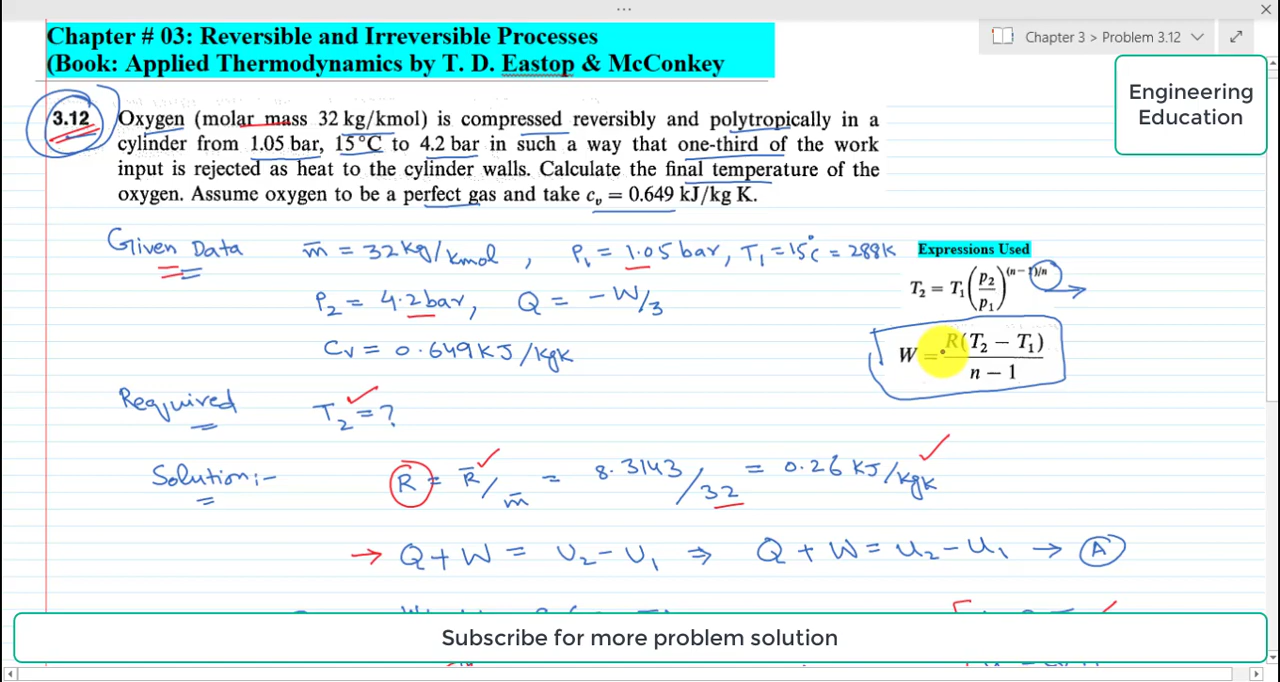 Chapter # 03: Reversible and Irreversible Processes
(Book: Applied Thermodynamics by T. D. Eastop & McConkey
Chapter 3 > Problem 3.12
Engineering
Education
3.12 Oxygen (molar mass 32 kg/kmol) is compressed reversibly and polytropically in a
cylinder from 1.05 bar, 15°C to 4.2 bar in such a way that one-third of the work
input is rejected as heat to the cylinder walls. Calculate the final temperature of the
oxygen. Assume oxygen to be a perfect gas and take cv = 0.649 kJ/kg K.
Given Data m̄ = 32 kg/kmol , P1 = 1.05 bar, T1 = 15°C = 288K
P2 = 4.2 bar, Q = - W/3
Cv = 0.649 KJ/kgK
Expressions Used
T2 = T1 (p2/p1)^(n-1)/n
W = R(T2 − T1)/n − 1
Required T2 = ?
Solution:- R = R̄/m̄ = 8.3143/32 = 0.26 KJ/kgK
→ Q + W = U2 - U1 ⇒ Q + W = U2 - U1 → (A)
Subscribe for more problem solution